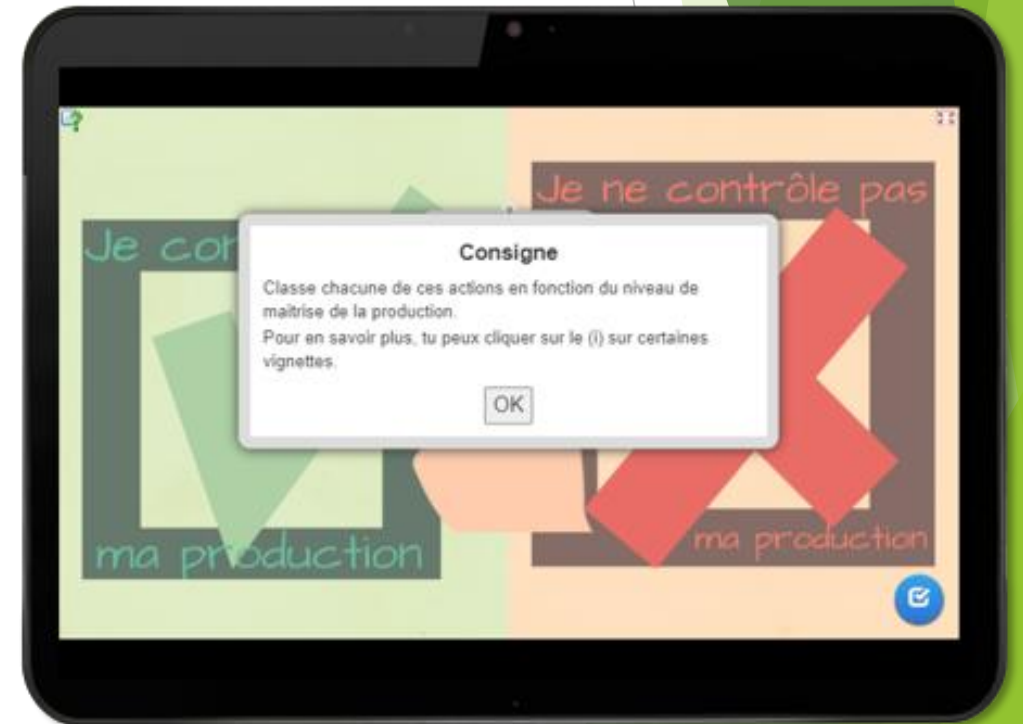 Je ne contrôle pas
Je con
Consigne
Classe chacune de ces actions en fonction du niveau de
maitrise de la production.
Pour en savoir plus, tu peux cliquer sur le (i) sur certaines
vignettes.
OK
ma production
ma production